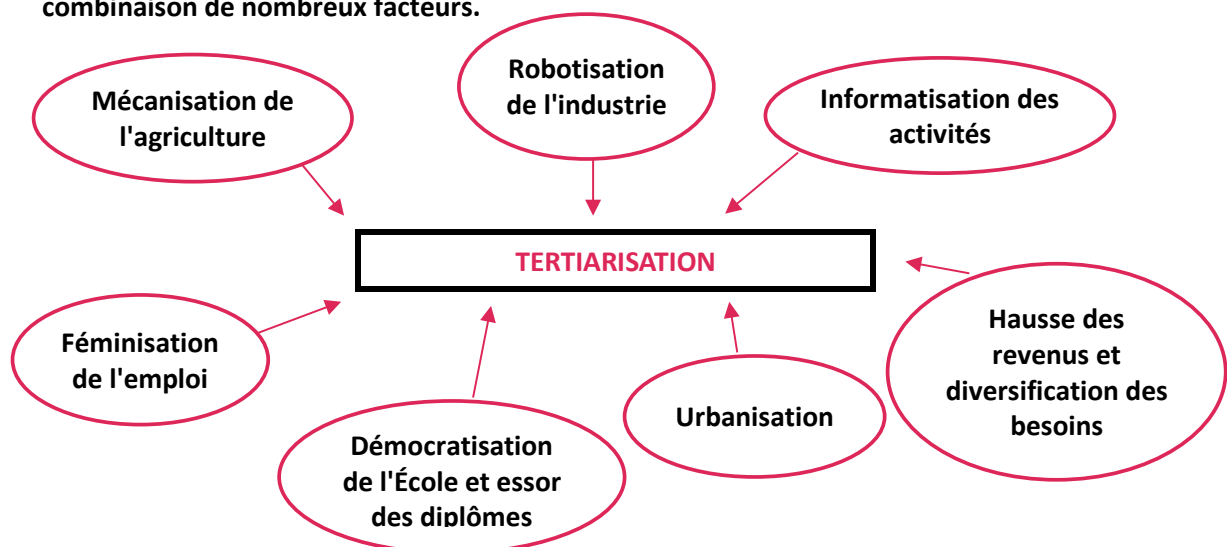 combinaison de nombreux facteurs.
Mécanisation de
l'agriculture
Robotisation
de l'industrie
Informatisation des
activités
TERTIARISATION
Féminisation
de l'emploi
Démocratisation
de l'École et essor
des diplômes
Urbanisation
Hausse des
revenus et
diversification des
besoins